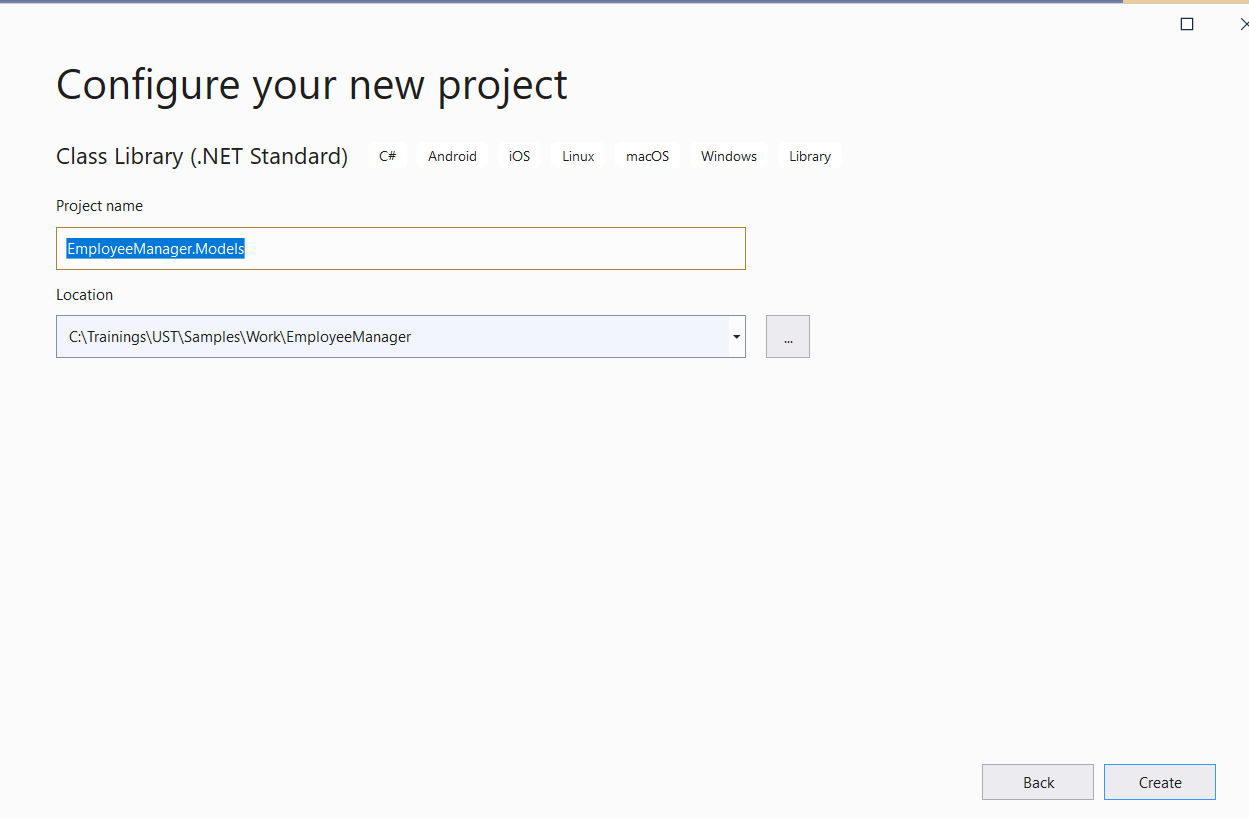 Configure your new project
Class Library (.NET Standard) C# Android iOS Linux macOS Windows Library
Project name
EmployeeManager.Models
Location
C:\Trainings\UST\Samples\Work\EmployeeManager
...
Back Create